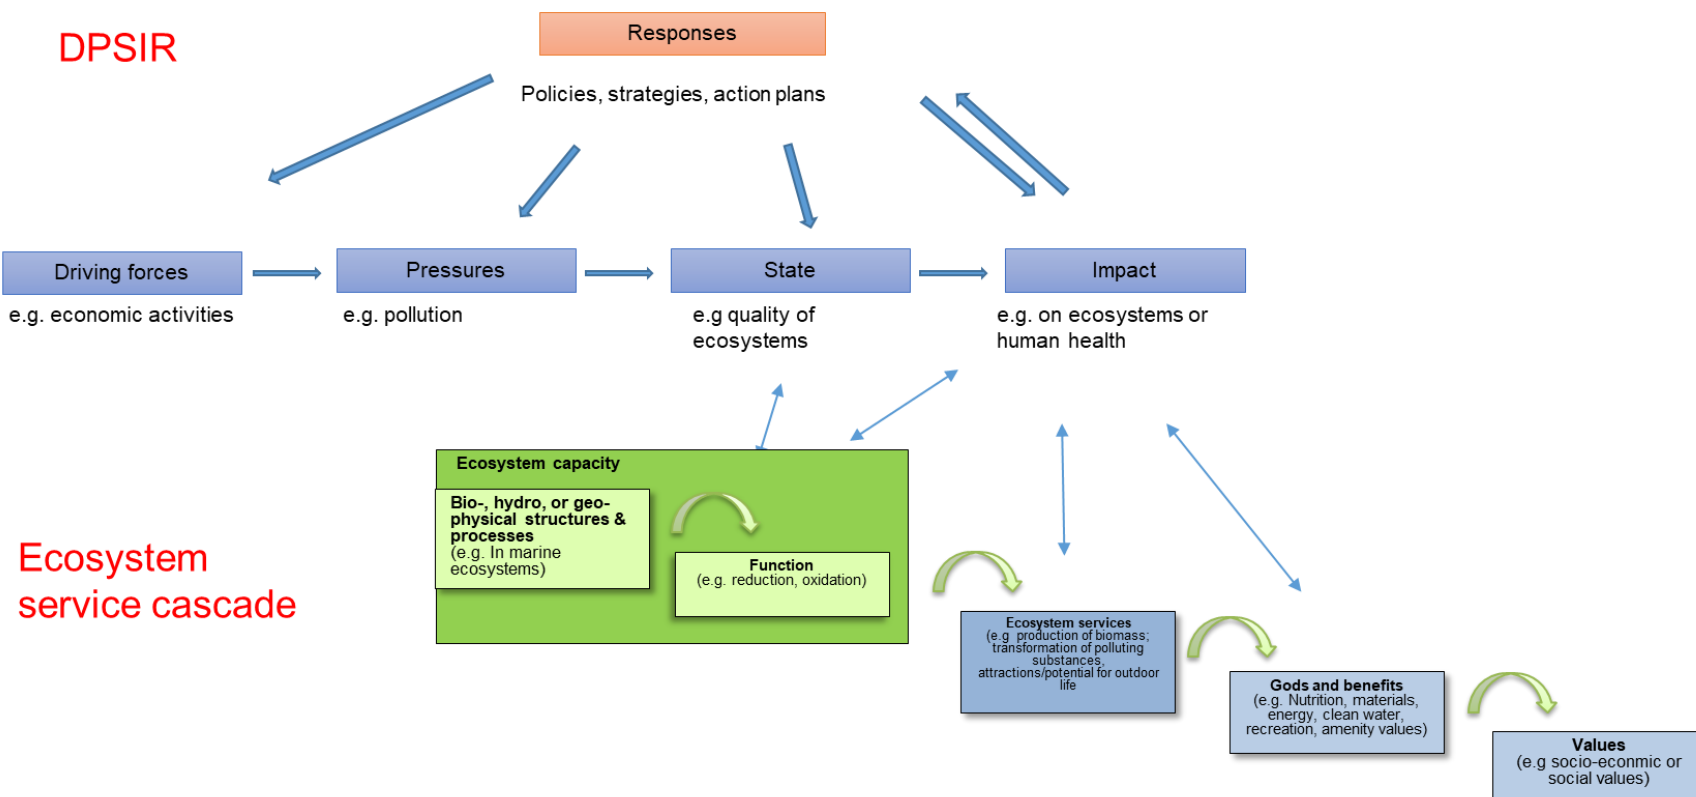 DPSIR
Responses
Policies, strategies, action plans
Driving forces
e.g. economic activities
Pressures
e.g. pollution
State
e.g quality of
ecosystems
Impact
e.g. on ecosystems or
human health
Ecosystem
service cascade
Ecosystem capacity
Bio-, hydro, or geo-
physical structures &
processes
(e.g. In marine
ecosystems)
Function
(e.g. reduction, oxidation)
Ecosystem services
(e.g production of biomass;
transformation of polluting
substances,
attractions/potential for outdoor
life
Gods and benefits
(e.g. Nutrition, materials,
energy, clean water,
recreation, amenity values)
Values
(e.g socio-econmic or
social values)